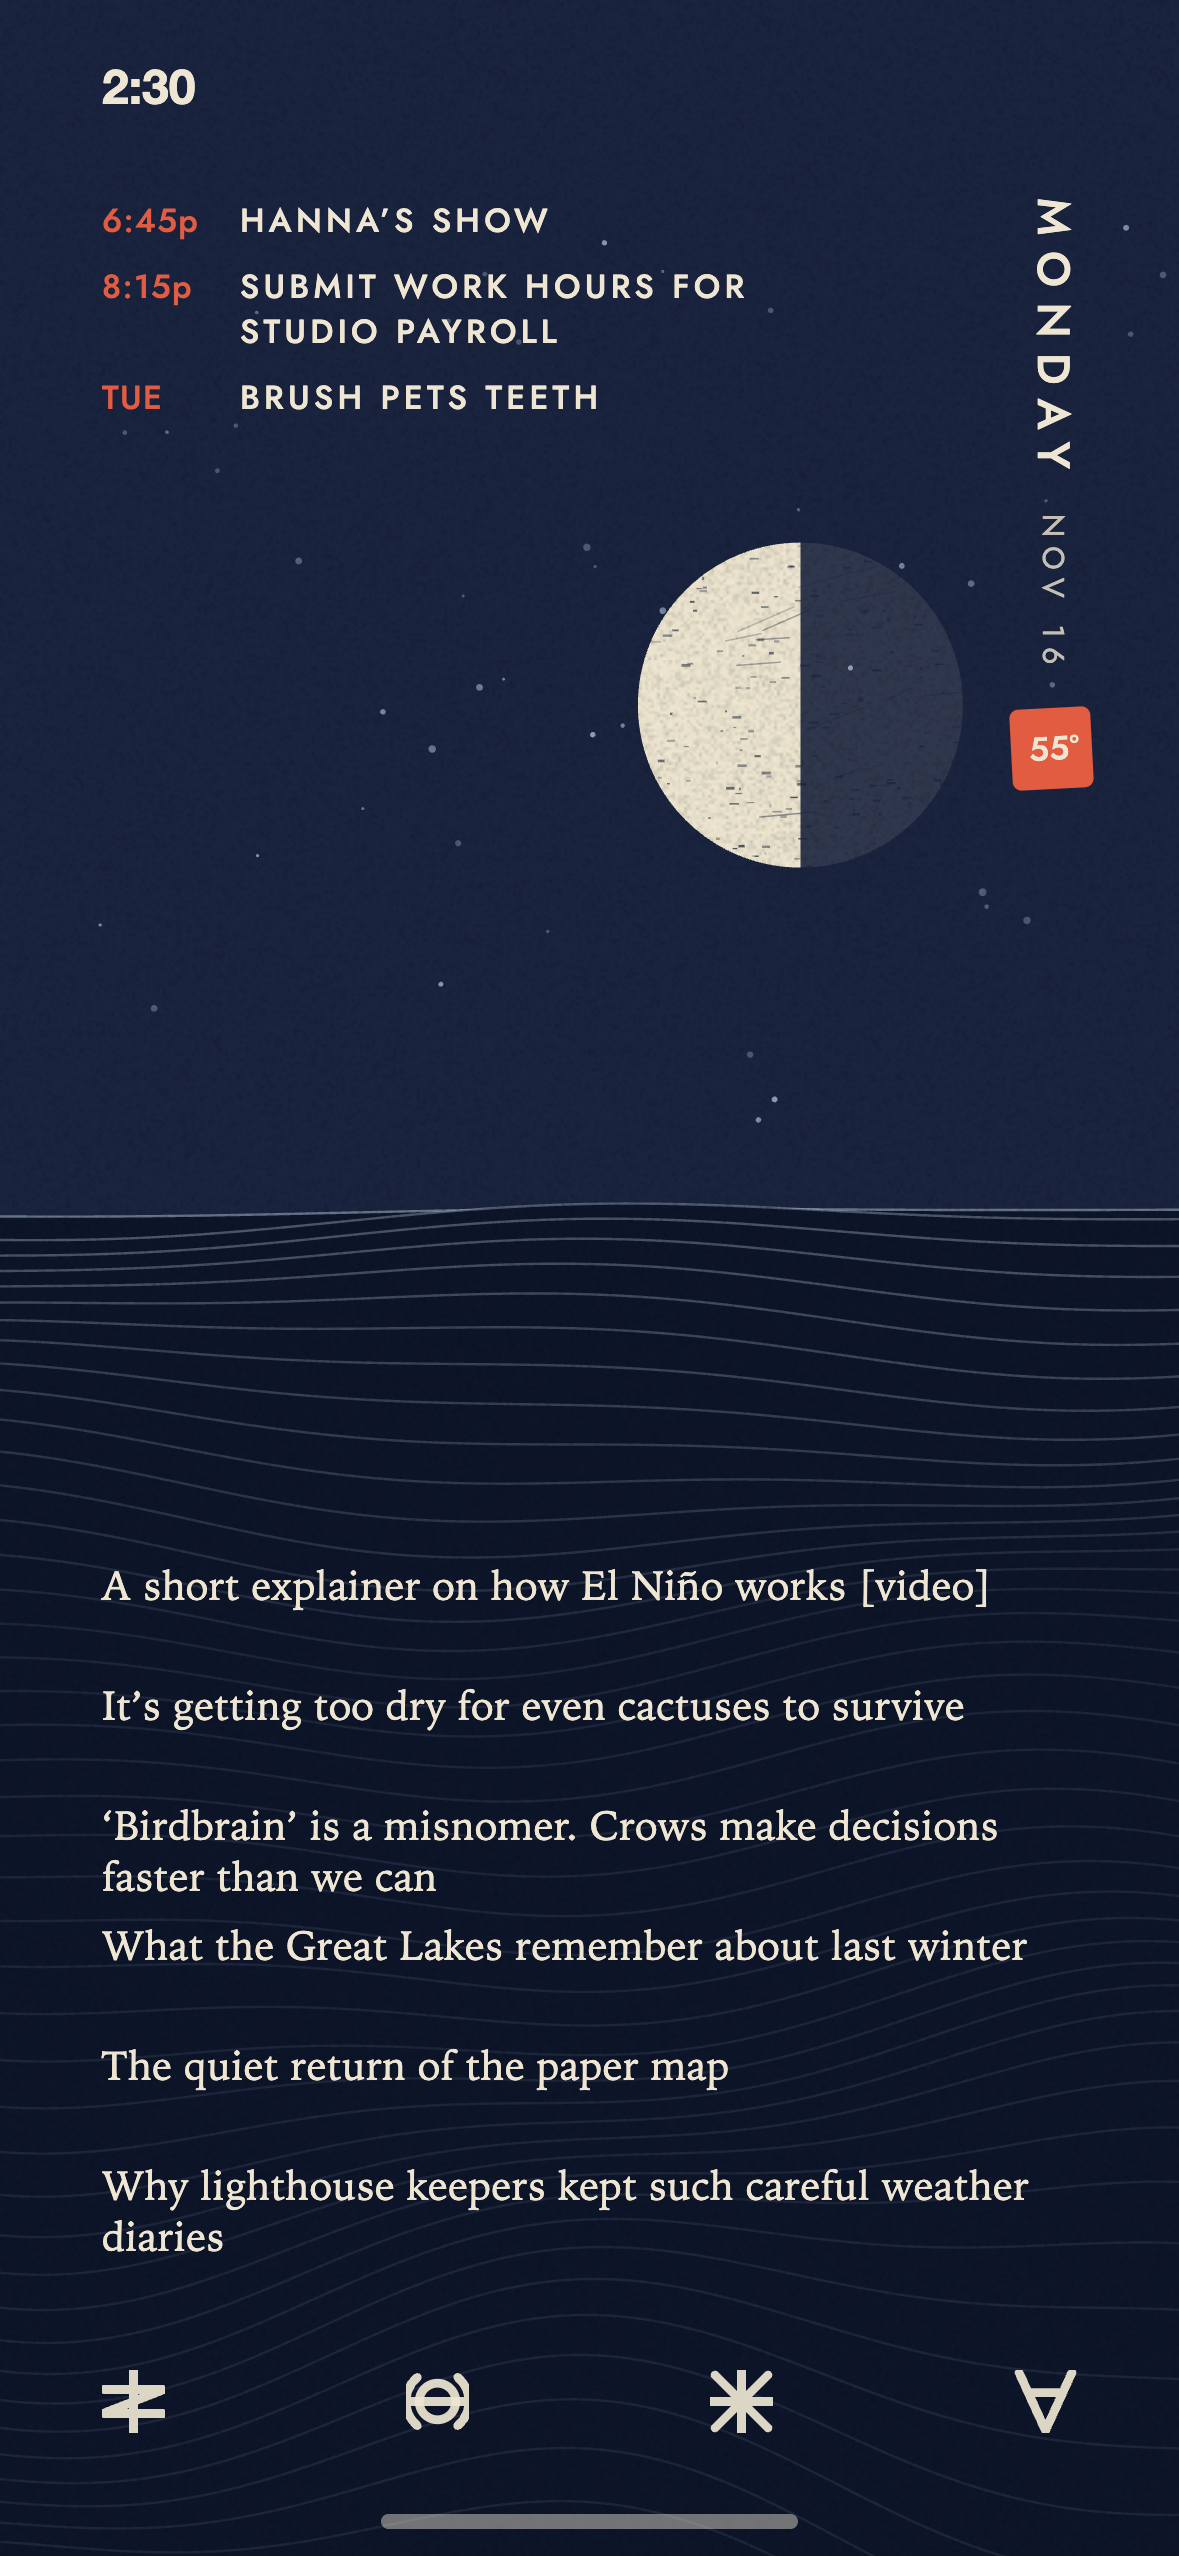 2:30
6:45p HANNA’S SHOW
8:15p SUBMIT WORK HOURS FOR
STUDIO PAYROLL
TUE BRUSH PETS TEETH
MONDAY NOV 16
55°
A short explainer on how El Niño works [video]
It’s getting too dry for even cactuses to survive
‘Birdbrain’ is a misnomer. Crows make decisions
faster than we can
What the Great Lakes remember about last winter
The quiet return of the paper map
Why lighthouse keepers kept such careful weather
diaries